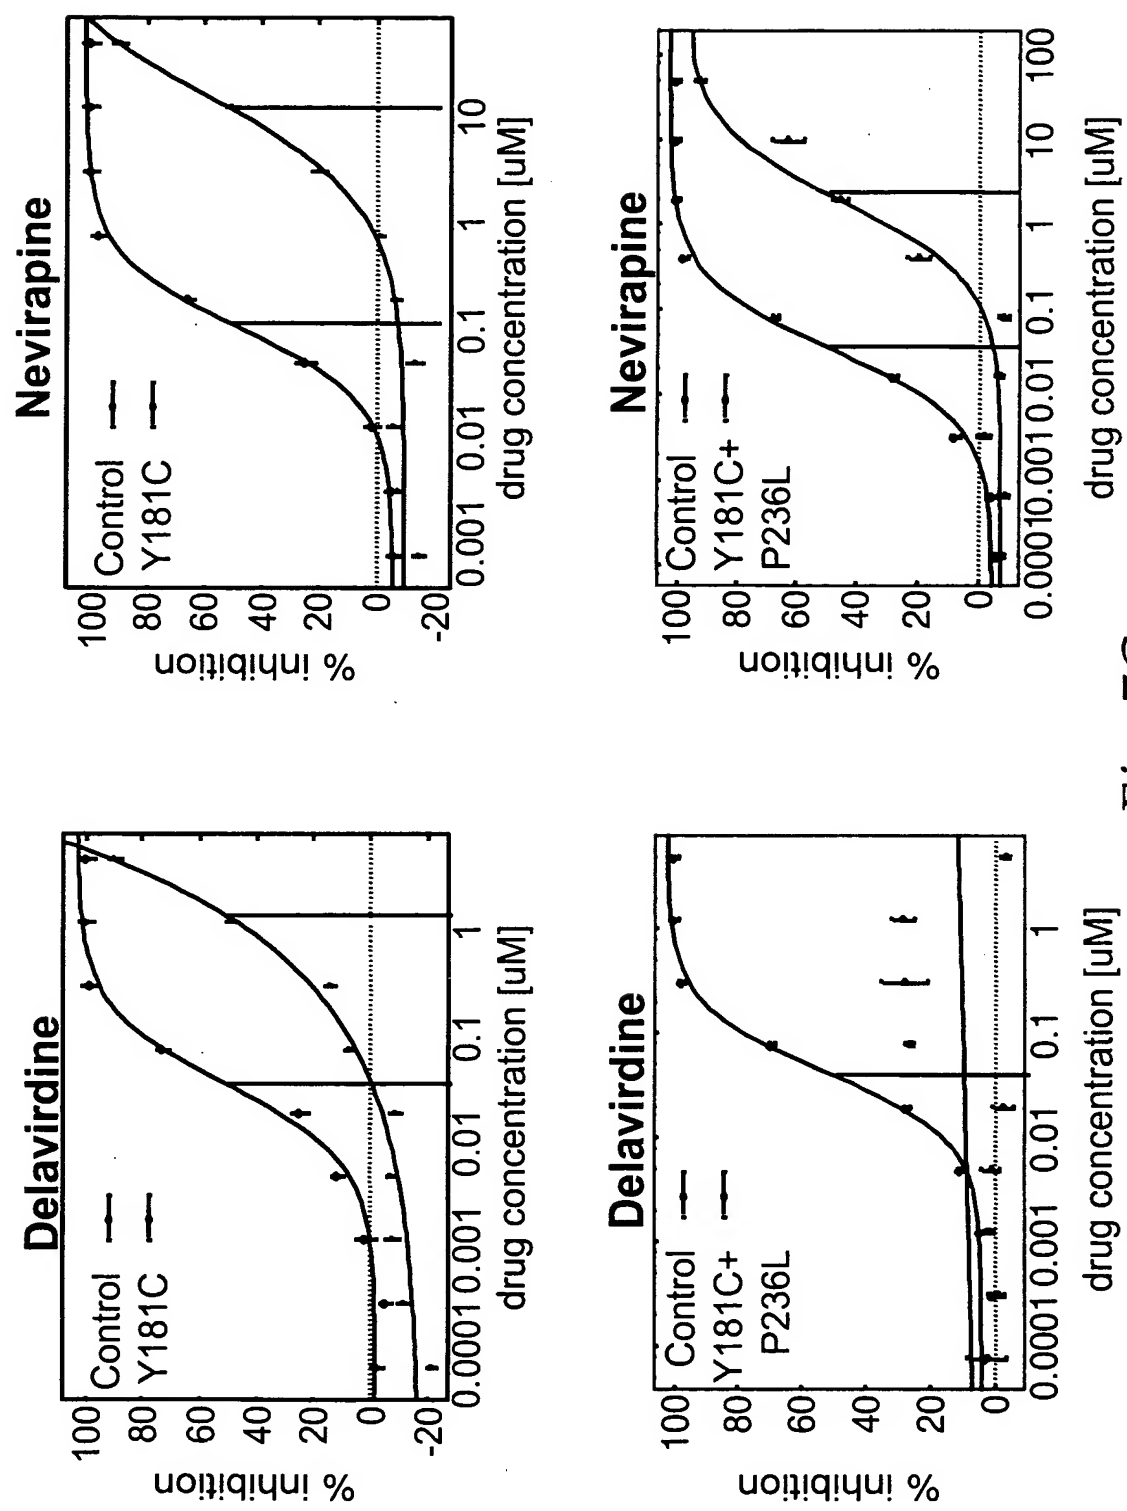 Delavirdine
Control
Y181C
% inhibition
100
80
60
40
20
0
-20
0.0001 0.001 0.01 0.1 1
drug concentration [uM]
Nevirapine
Control
Y181C
% inhibition
100
80
60
40
20
0
-20
0.001 0.01 0.1 1 10
drug concentration [uM]
Delavirdine
Control
Y181C+
P236L
% inhibition
100
80
60
40
20
0
0.0001 0.001 0.01 0.1 1
drug concentration [uM]
Nevirapine
Control
Y181C+
P236L
% inhibition
100
80
60
40
20
0
0.0001 0.001 0.01 0.1 1 10 100
drug concentration [uM]